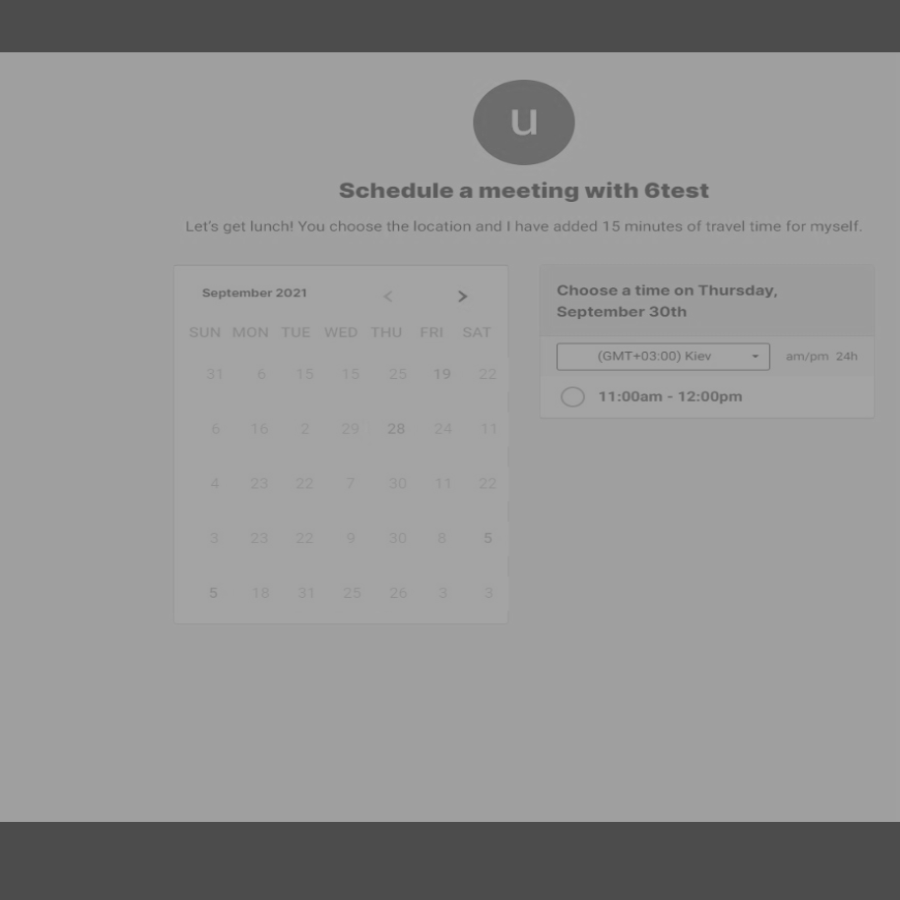 u
Schedule a meeting with 6test
Let's get lunch! You choose the location and I have added 15 minutes of travel time for myself.
September 2021 < >
SUN MON TUE WED THU FRI SAT
31 6 15 15 25 19 22
6 16 2 29 28 24 11
4 23 22 7 30 11 22
3 23 22 9 30 8 5
5 18 31 25 26 3 3
Choose a time on Thursday,
September 30th
(GMT+03:00) Kiev am/pm 24h
11:00am - 12:00pm